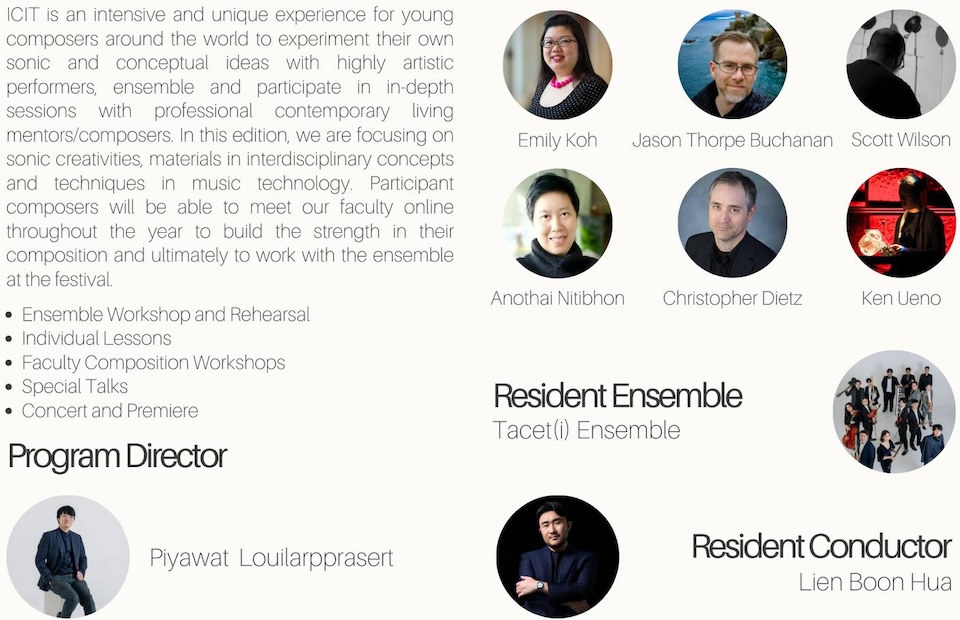 ICIT is an intensive and unique experience for young
composers around the world to experiment their own
sonic and conceptual ideas with highly artistic
performers, ensemble and participate in in-depth
sessions with professional contemporary living
mentors/composers. In this edition, we are focusing on
sonic creativities, materials in interdisciplinary concepts
and techniques in music technology. Participant
composers will be able to meet our faculty online
throughout the year to build the strength in their
composition and ultimately to work with the ensemble
at the festival.
• Ensemble Workshop and Rehearsal
• Individual Lessons
• Faculty Composition Workshops
• Special Talks
• Concert and Premiere
Program Director
Piyawat Louilarpprasert
Emily Koh
Jason Thorpe Buchanan
Scott Wilson
Anothai Nitibhon
Christopher Dietz
Ken Ueno
Resident Ensemble
Tacet(i) Ensemble
Resident Conductor
Lien Boon Hua